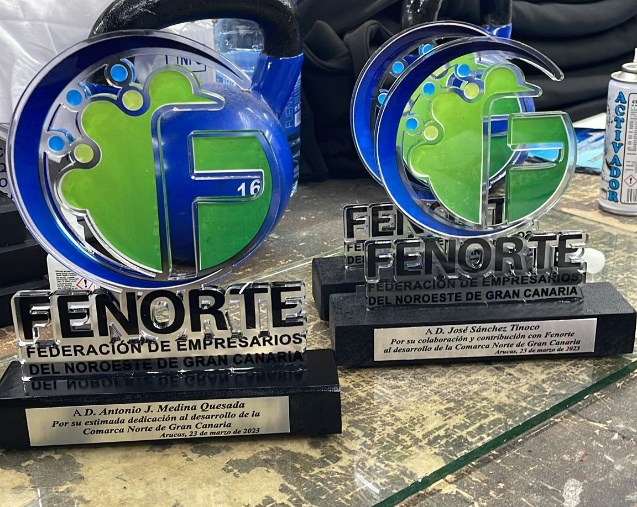 16
FENORTE
FEDERACIÓN DE EMPRESARIOS
DEL NOROESTE DE GRAN CANARIA
A D. Antonio J. Medina Quesada
Por su estimada dedicación al desarrollo de la
Comarca Norte de Gran Canaria
Arucas, 23 de marzo de 2023
FENORTE
FEDERACIÓN DE EMPRESARIOS
DEL NOROESTE DE GRAN CANARIA
A D. José Sánchez Tinoco
Por su colaboración y contribución con Fenorte
al desarrollo de la Comarca Norte de Gran Canaria
Arucas, 23 de marzo de 2023
ACTIVADOR